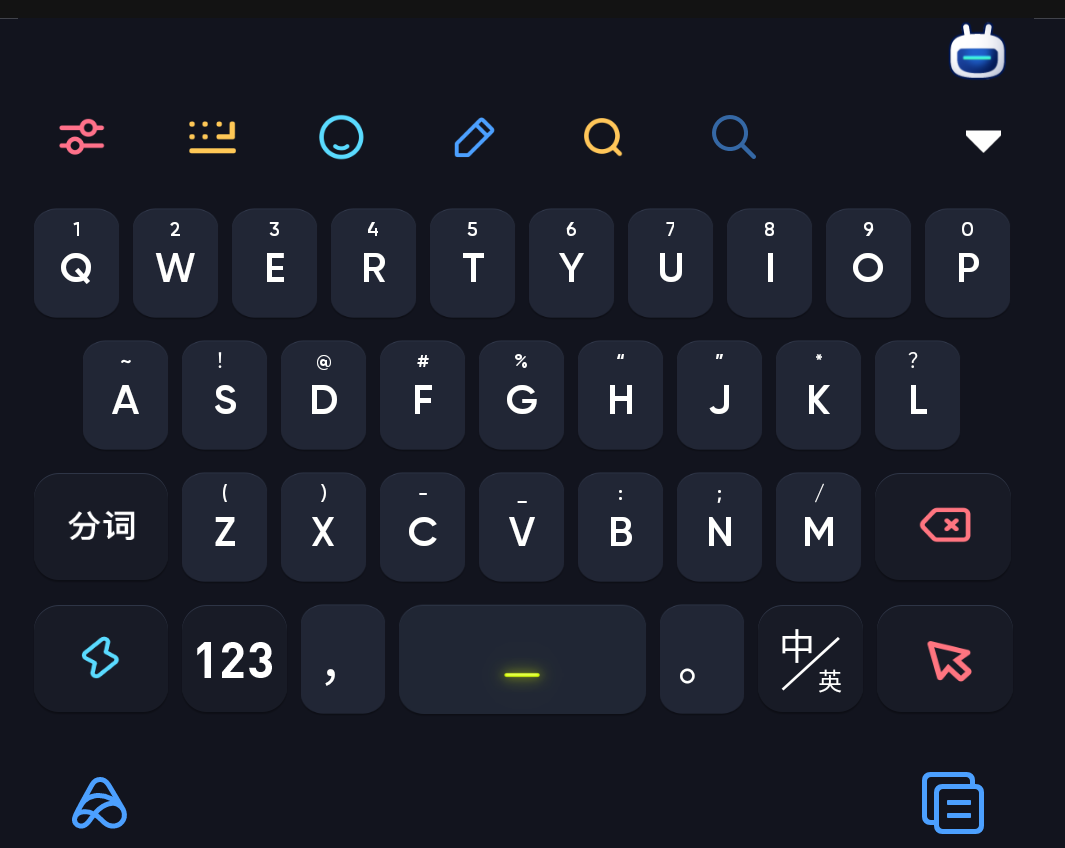 1 2 3 4 5 6 7 8 9 0
Q W E R T Y U I O P
~ ! @ # % “ ” * ?
A S D F G H J K L
( ) - _ : ; /
分词 Z X C V B N M
123 , 。 中/英